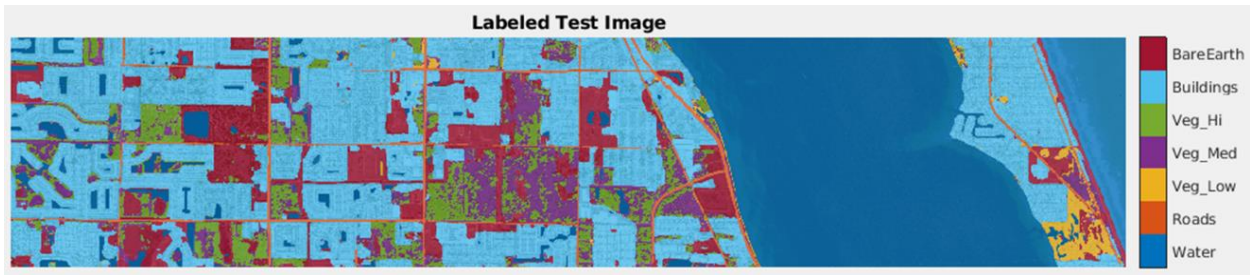 Labeled Test Image
BareEarth
Buildings
Veg_Hi
Veg_Med
Veg_Low
Roads
Water